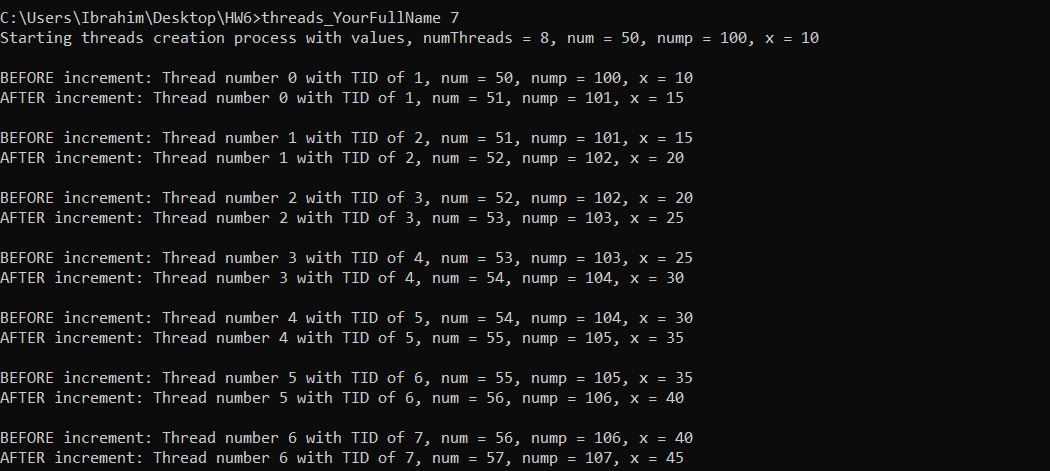 C:\Users\Ibrahim\Desktop\HW6>threads_YourFullName 7
Starting threads creation process with values, numThreads = 8, num = 50, nump = 100, x = 10
BEFORE increment: Thread number 0 with TID of 1, num = 50, nump = 100, x = 10
AFTER increment: Thread number 0 with TID of 1, num = 51, nump = 101, x = 15
BEFORE increment: Thread number 1 with TID of 2, num = 51, nump = 101, x = 15
AFTER increment: Thread number 1 with TID of 2, num = 52, nump = 102, x = 20
BEFORE increment: Thread number 2 with TID of 3, num = 52, nump = 102, x = 20
AFTER increment: Thread number 2 with TID of 3, num = 53, nump = 103, x = 25
BEFORE increment: Thread number 3 with TID of 4, num = 53, nump = 103, x = 25
AFTER increment: Thread number 3 with TID of 4, num = 54, nump = 104, x = 30
BEFORE increment: Thread number 4 with TID of 5, num = 54, nump = 104, x = 30
AFTER increment: Thread number 4 with TID of 5, num = 55, nump = 105, x = 35
BEFORE increment: Thread number 5 with TID of 6, num = 55, nump = 105, x = 35
AFTER increment: Thread number 5 with TID of 6, num = 56, nump = 106, x = 40
BEFORE increment: Thread number 6 with TID of 7, num = 56, nump = 106, x = 40
AFTER increment: Thread number 6 with TID of 7, num = 57, nump = 107, x = 45